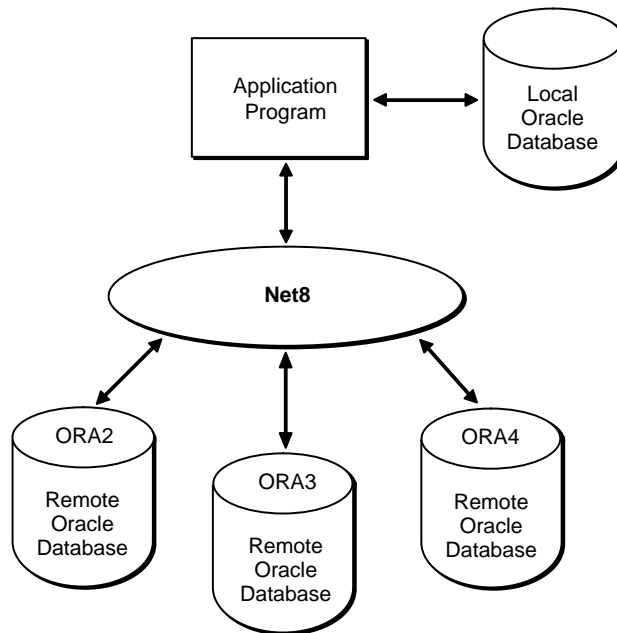 Application
Program
Local
Oracle
Database
Net8
ORA2
Remote
Oracle
Database
ORA3
Remote
Oracle
Database
ORA4
Remote
Oracle
Database